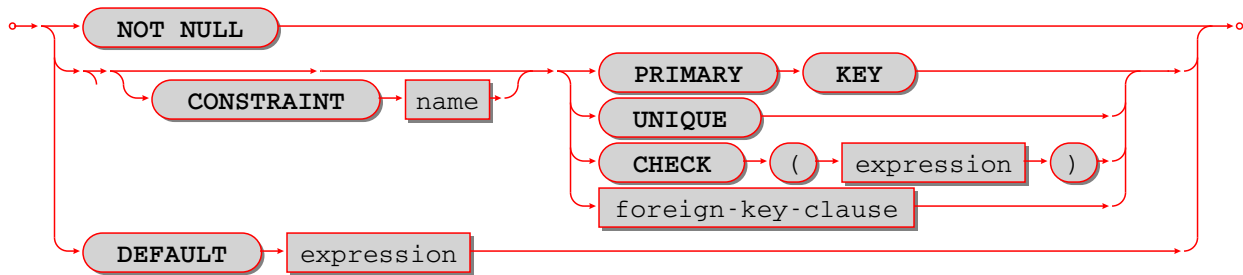 NOT NULL
PRIMARY KEY
CONSTRAINT name
UNIQUE
CHECK ( expression )
foreign-key-clause
DEFAULT expression